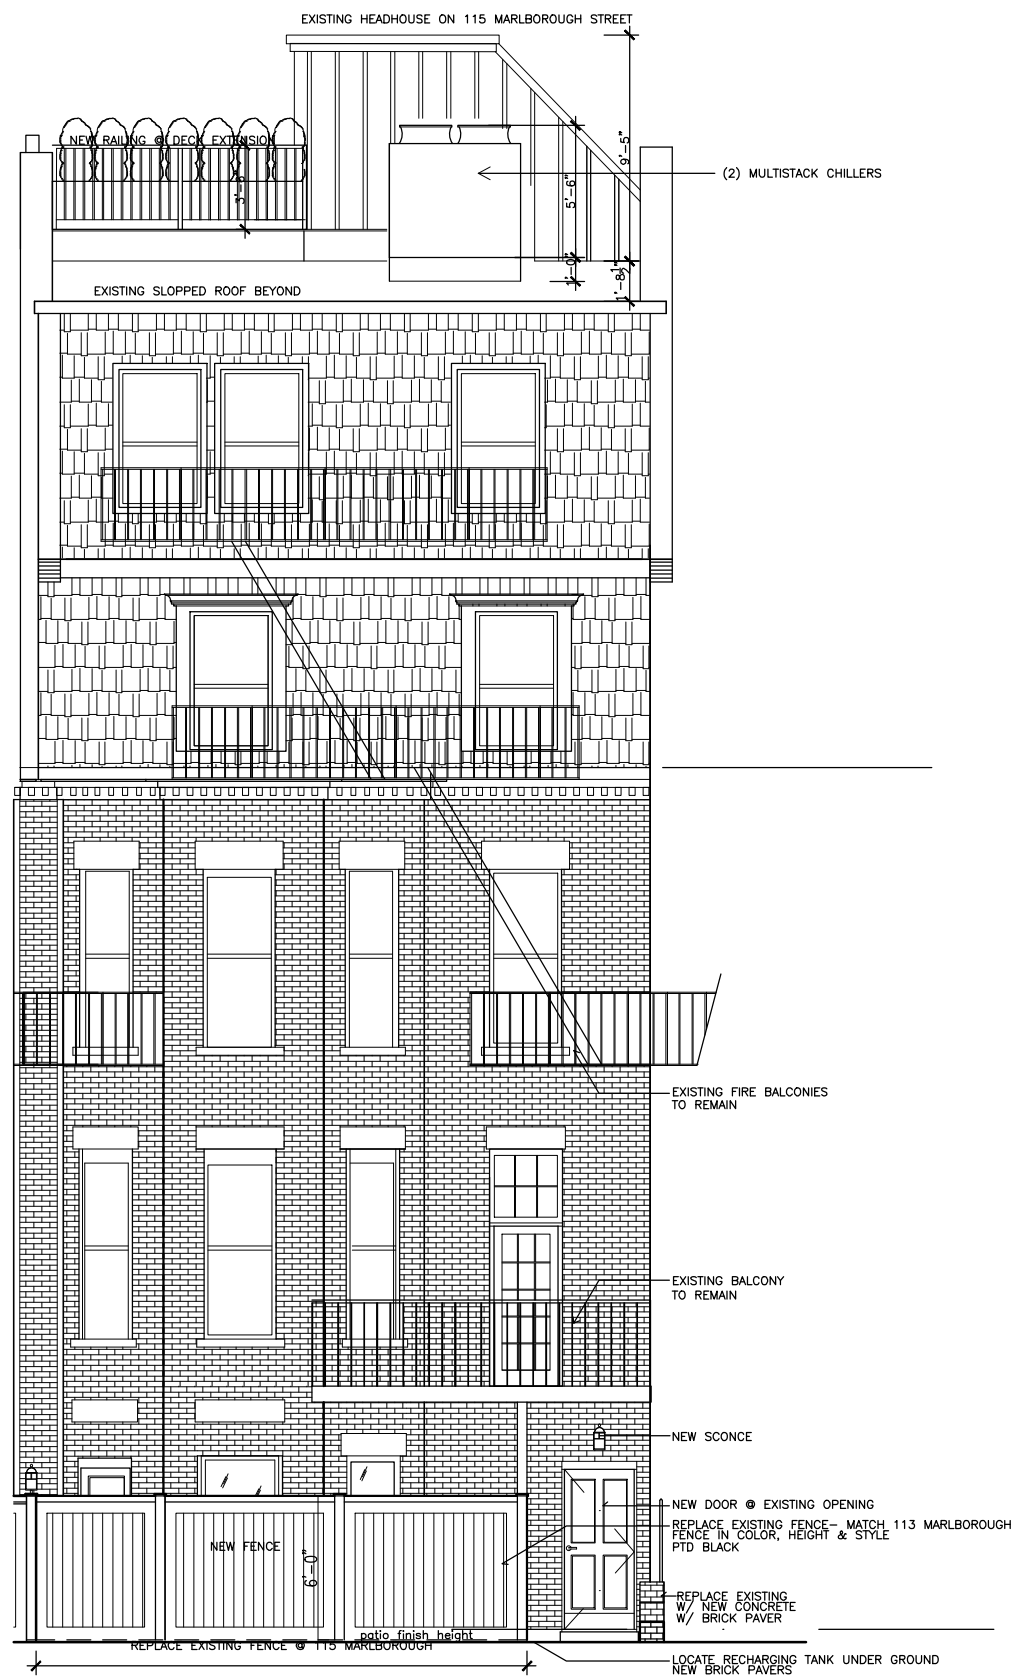 EXISTING HEADHOUSE ON 115 MARLBOROUGH STREET
NEW RAILING @ DECK EXTENSION
9'-5"
(2) MULTISTACK CHILLERS
5'-6"
1'-0"
1'-8½"
EXISTING SLOPPED ROOF BEYOND
EXISTING FIRE BALCONIES
TO REMAIN
EXISTING BALCONY
TO REMAIN
NEW SCONCE
NEW DOOR @ EXISTING OPENING
REPLACE EXISTING FENCE- MATCH 113 MARLBOROUGH
FENCE IN COLOR, HEIGHT & STYLE
PTD BLACK
NEW FENCE
6'-0"
REPLACE EXISTING
W/ NEW CONCRETE
W/ BRICK PAVER
patio finish height
REPLACE EXISTING FENCE @ 115 MARLBOROUGH
LOCATE RECHARGING TANK UNDER GROUND
NEW BRICK PAVERS